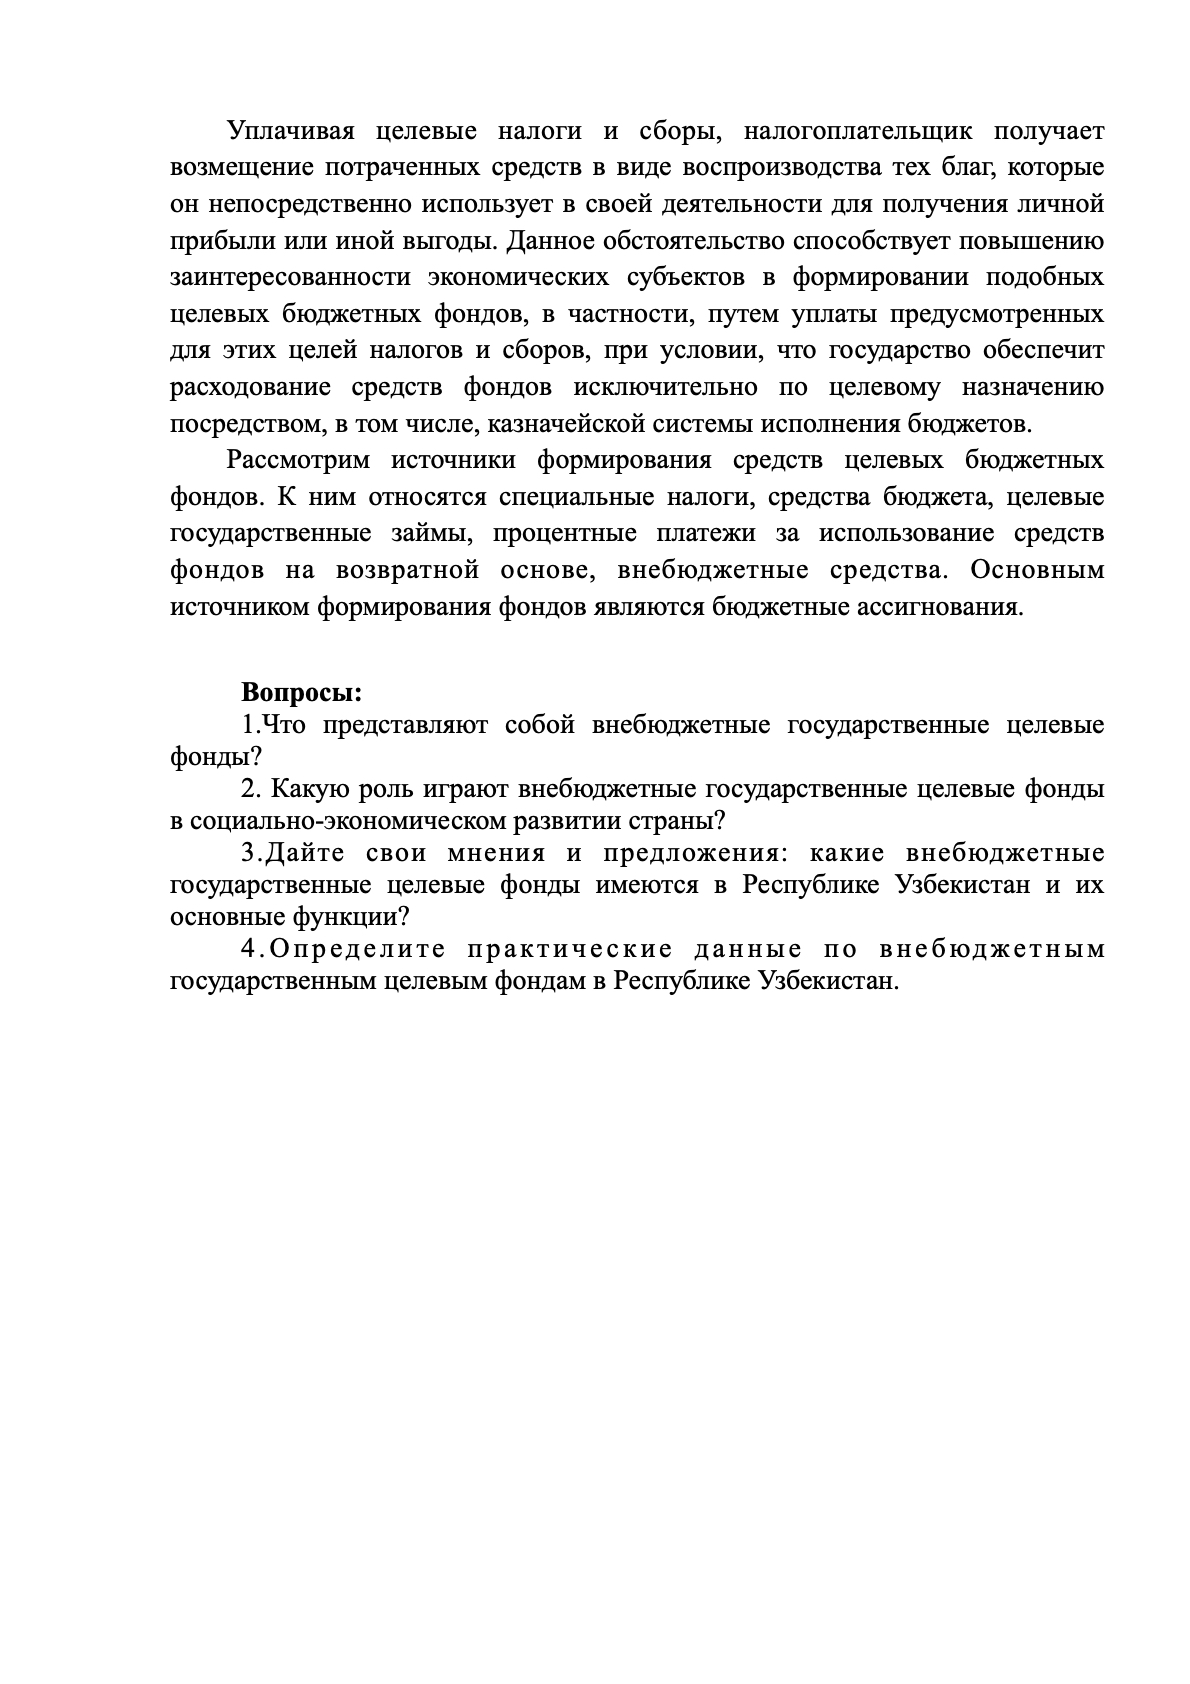 Уплачивая целевые налоги и сборы, налогоплательщик получает
возмещение потраченных средств в виде воспроизводства тех благ, которые
он непосредственно использует в своей деятельности для получения личной
прибыли или иной выгоды. Данное обстоятельство способствует повышению
заинтересованности экономических субъектов в формировании подобных
целевых бюджетных фондов, в частности, путем уплаты предусмотренных
для этих целей налогов и сборов, при условии, что государство обеспечит
расходование средств фондов исключительно по целевому назначению
посредством, в том числе, казначейской системы исполнения бюджетов.
Рассмотрим источники формирования средств целевых бюджетных
фондов. К ним относятся специальные налоги, средства бюджета, целевые
государственные займы, процентные платежи за использование средств
фондов на возвратной основе, внебюджетные средства. Основным
источником формирования фондов являются бюджетные ассигнования.
Вопросы:
1.Что представляют собой внебюджетные государственные целевые
фонды?
2. Какую роль играют внебюджетные государственные целевые фонды
в социально-экономическом развитии страны?
3.Дайте свои мнения и предложения: какие внебюджетные
государственные целевые фонды имеются в Республике Узбекистан и их
основные функции?
4.Определите практические данные по внебюджетным
государственным целевым фондам в Республике Узбекистан.